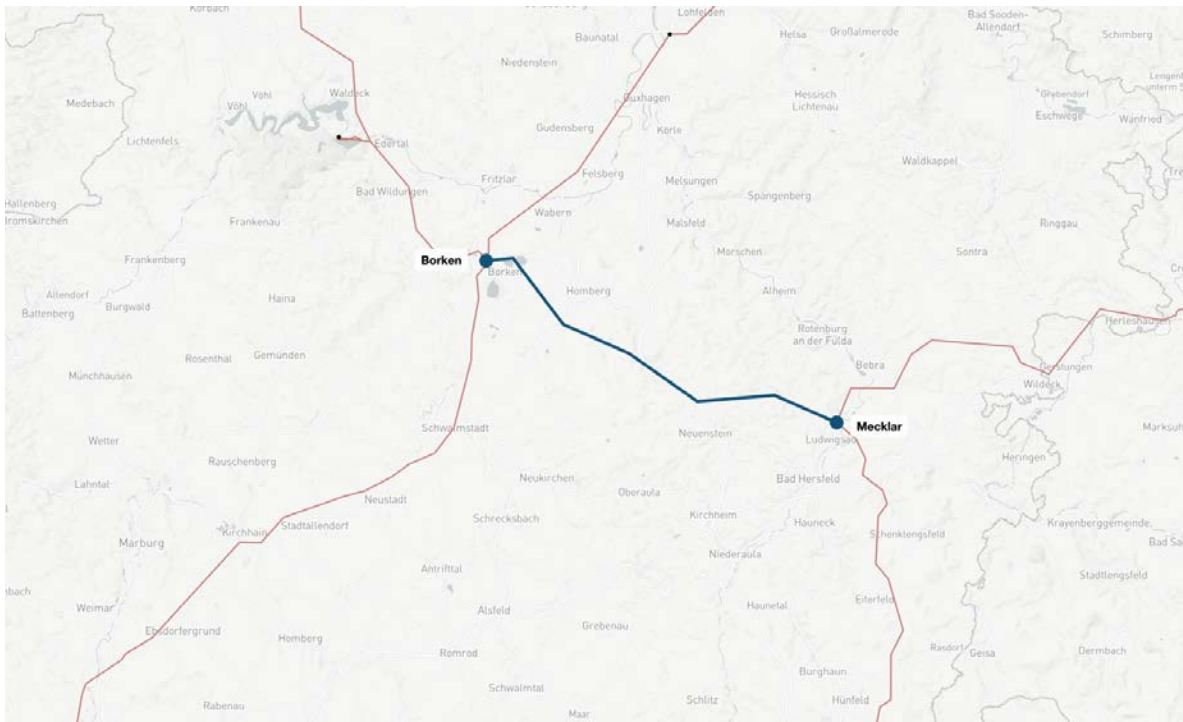 Korbach
Lohfelden
Bad Sooden-
Allendorf
Baunatal
Helsa
Großalmerode
Schimberg
Niedenstein
Medebach
Vöhl
Vöhl
Waldeck
Guxhagen
Hessisch
Lichtenau
Grebendorf
Eschwege
Wanfried
Lichtenfels
Edertal
Gudensberg
Körle
Waldkappel
Hallenberg
Bad Wildungen
Fritzlar
Felsberg
Melsungen
Spangenberg
Frankenau
Wabern
Malsfeld
Ringgau
Frankenberg
Borken
Borken
Morschen
Sontra
Allendorf
Burgwald
Haina
Homberg
Alheim
Battenberg
Rotenburg
an der Fulda
Herleshausen
Rosenthal
Gemünden
Bebra
Gerstungen
Münchhausen
Wildeck
Schwalmstadt
Neuenstein
Mecklar
Ludwigsau
Wetter
Rauschenberg
Heringen
Lahntal
Neukirchen
Oberaula
Bad Hersfeld
Neustadt
Kirchhain
Stadtallendorf
Schrecksbach
Kirchheim
Hauneck
Krayenberggemeinde
Marburg
Schenklengsfeld
Niederaula
Antrifttal
Stadtlengsfeld
Weimar
Alsfeld
Haunetal
Eiterfeld
Ebsdorfergrund
Homberg
Grebenau
Romrod
Rasdorf
Geisa
Dermbach
Burghaun
Schwalmtal
Rabenau
Maar
Schlitz
Hünfeld